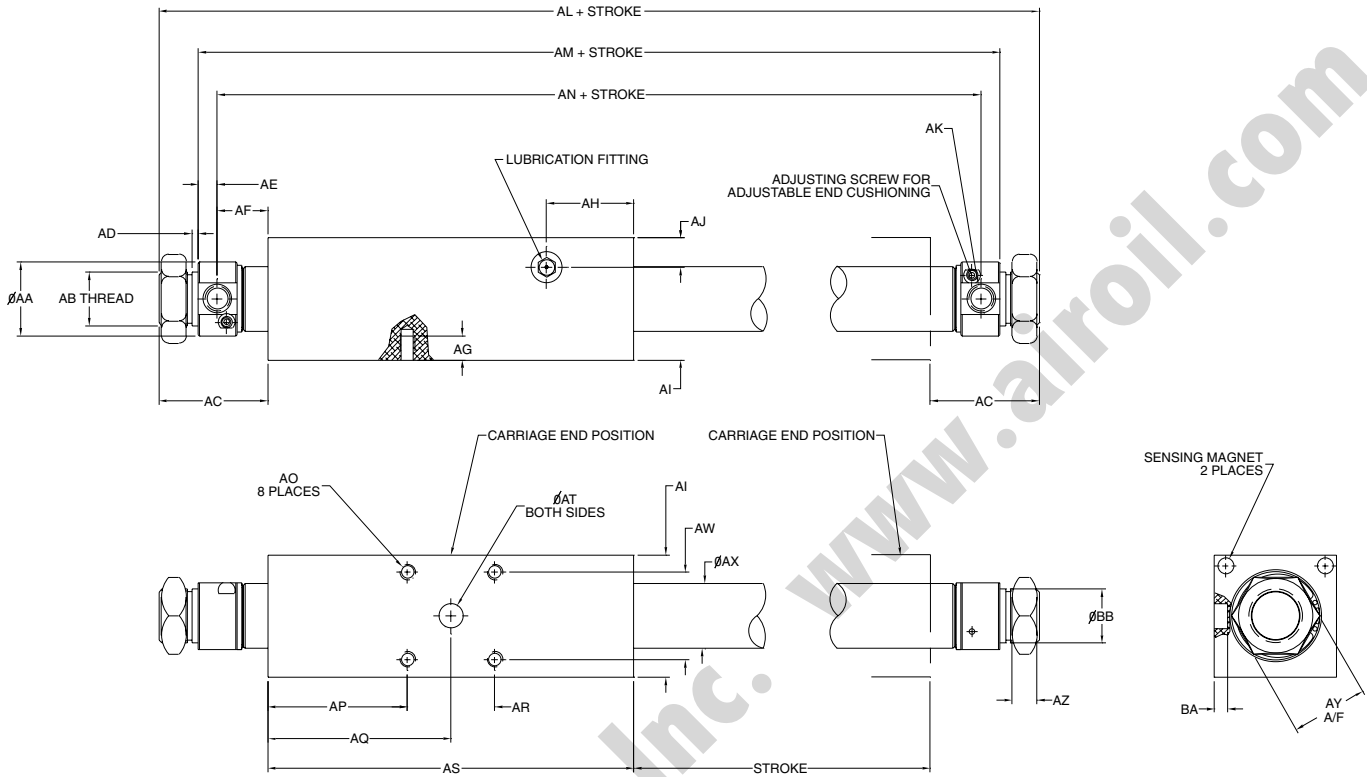 AL + STROKE
AM + STROKE
AN + STROKE
AK
LUBRICATION FITTING
ADJUSTING SCREW FOR
ADJUSTABLE END CUSHIONING
AE
AF
AH
AJ
AD
ØAA
AB THREAD
AG
AI
AC
AC
CARRIAGE END POSITION
CARRIAGE END POSITION
SENSING MAGNET
2 PLACES
AO
8 PLACES
ØAT
BOTH SIDES
AI
AW
ØAX
ØBB
AP
AR
AZ
BA
AY
A/F
AQ
AS
STROKE
Inc. www.airoil.com